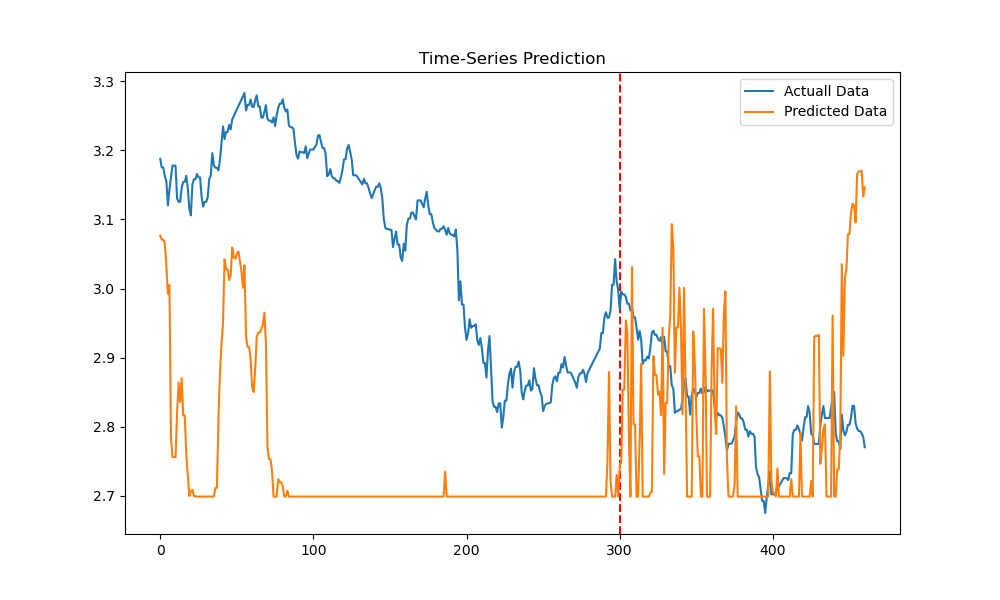 Time-Series Prediction
Actuall Data
Predicted Data
3.3
3.2
3.1
3.0
2.9
2.8
2.7
0 100 200 300 400